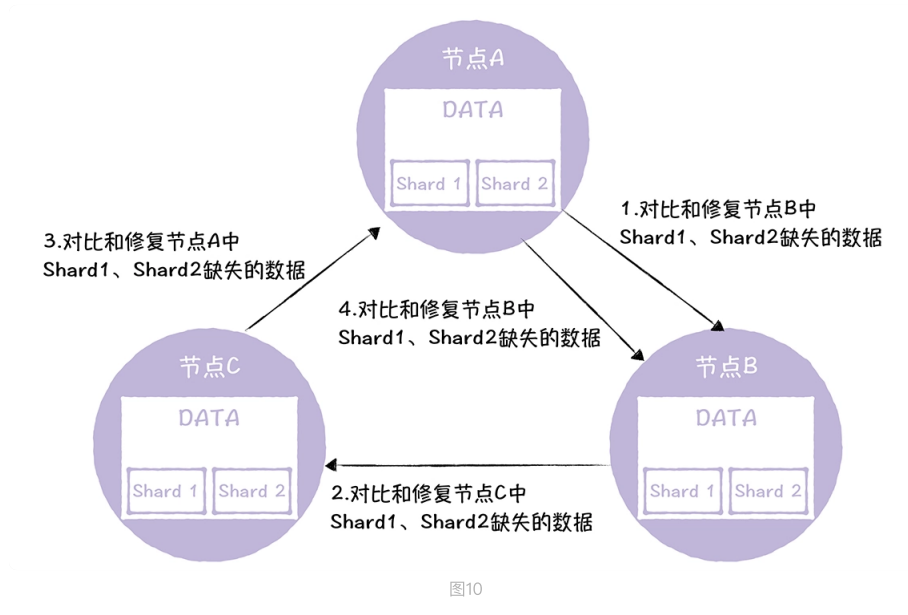 节点A
DATA
Shard 1 Shard 2
1.对比和修复节点B中
Shard1、Shard2缺失的数据
3.对比和修复节点A中
Shard1、Shard2缺失的数据
4.对比和修复节点B中
Shard1、Shard2缺失的数据
节点C
DATA
Shard 1 Shard 2
节点B
DATA
Shard 1 Shard 2
2.对比和修复节点C中
Shard1、Shard2缺失的数据
图10